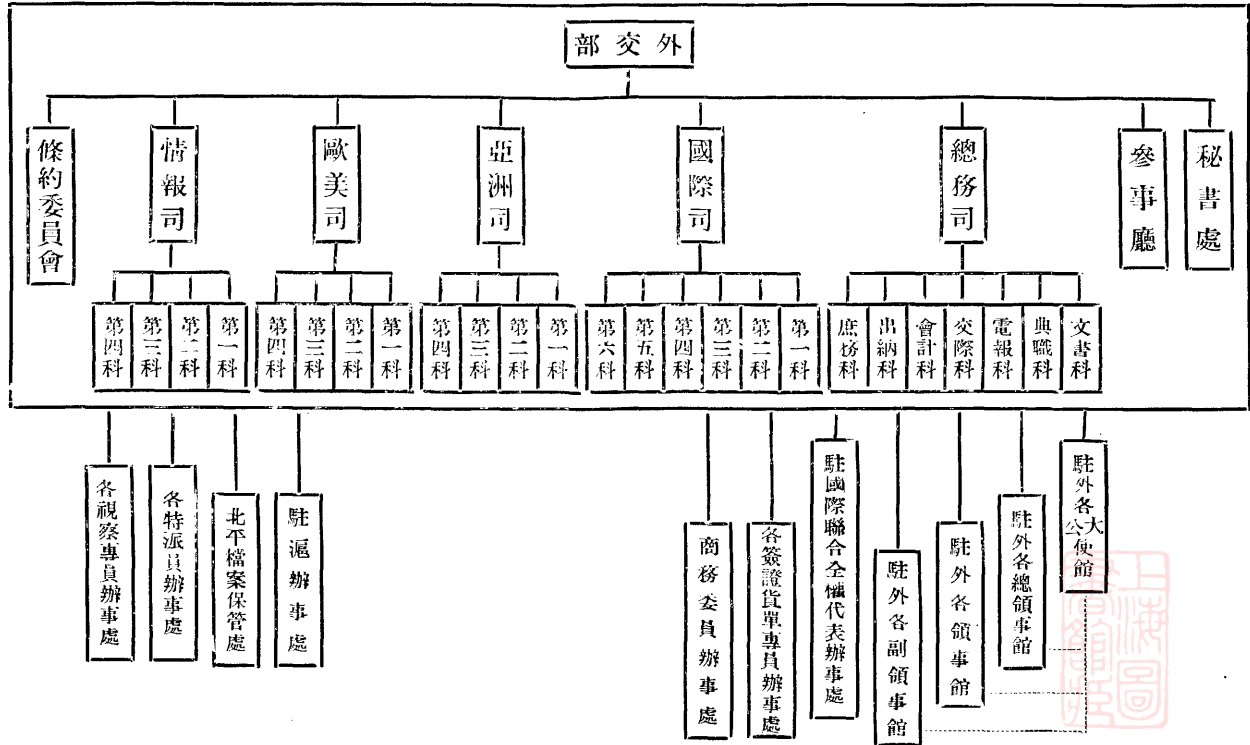 外交部
秘書處
參事廳
總務司
國際司
亞洲司
歐美司
情報司
條約委員會
文書科
典職科
電報科
交際科
會計科
出納科
庶務科
第一科
第二科
第三科
第四科
第五科
第六科
第一科
第二科
第三科
第四科
第一科
第二科
第三科
第四科
第一科
第二科
第三科
第四科
駐外各大公使館
駐外各總領事館
駐外各領事館
駐外各副領事館
駐國際聯合全權代表辦事處
各簽證貨單專員辦事處
商務委員辦事處
駐滬辦事處
北平檔案保管處
各特派員辦事處
各視察專員辦事處
上海圖書館藏